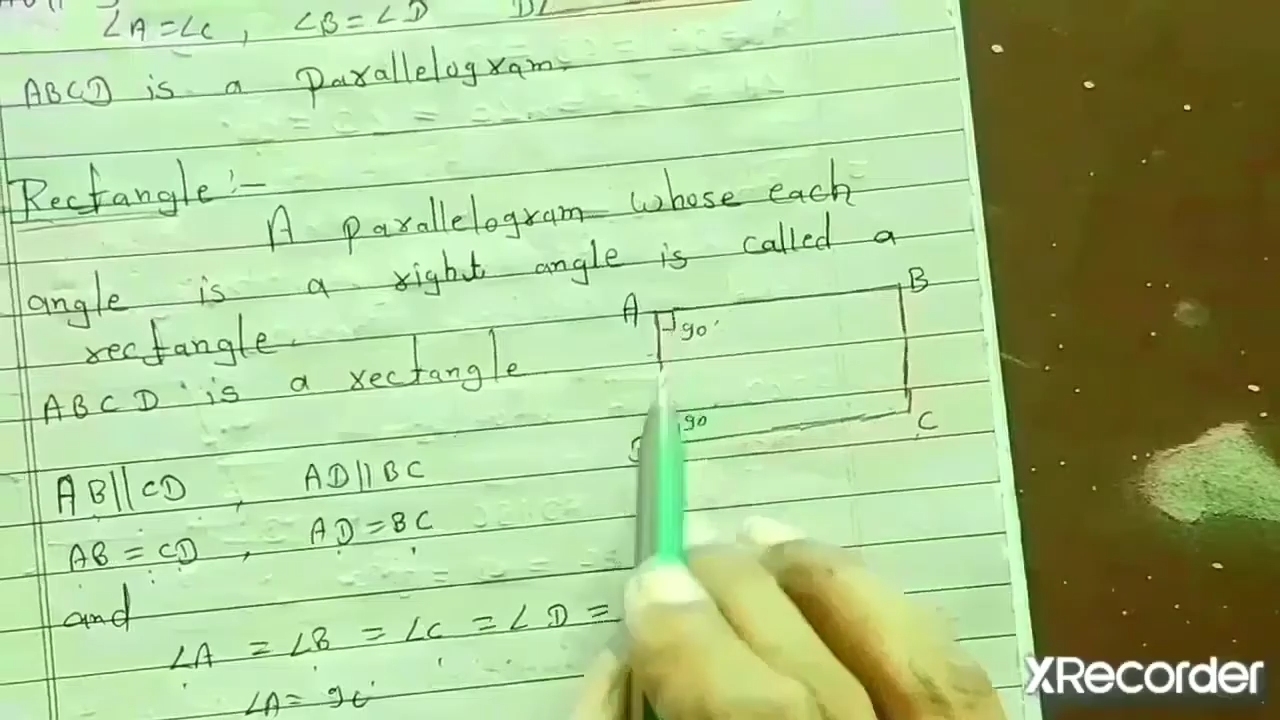 ∠A = ∠C , ∠B = ∠D
ABCD is a parallelogram.
Rectangle :-
A parallelogram whose each
angle is a right angle is called a
rectangle.
ABCD is a rectangle
A
B
90°
90
C
AB||CD , AD||BC
AB = CD , AD = BC
and
∠A = ∠B = ∠C = ∠D =
∠A = 90°
XRecorder